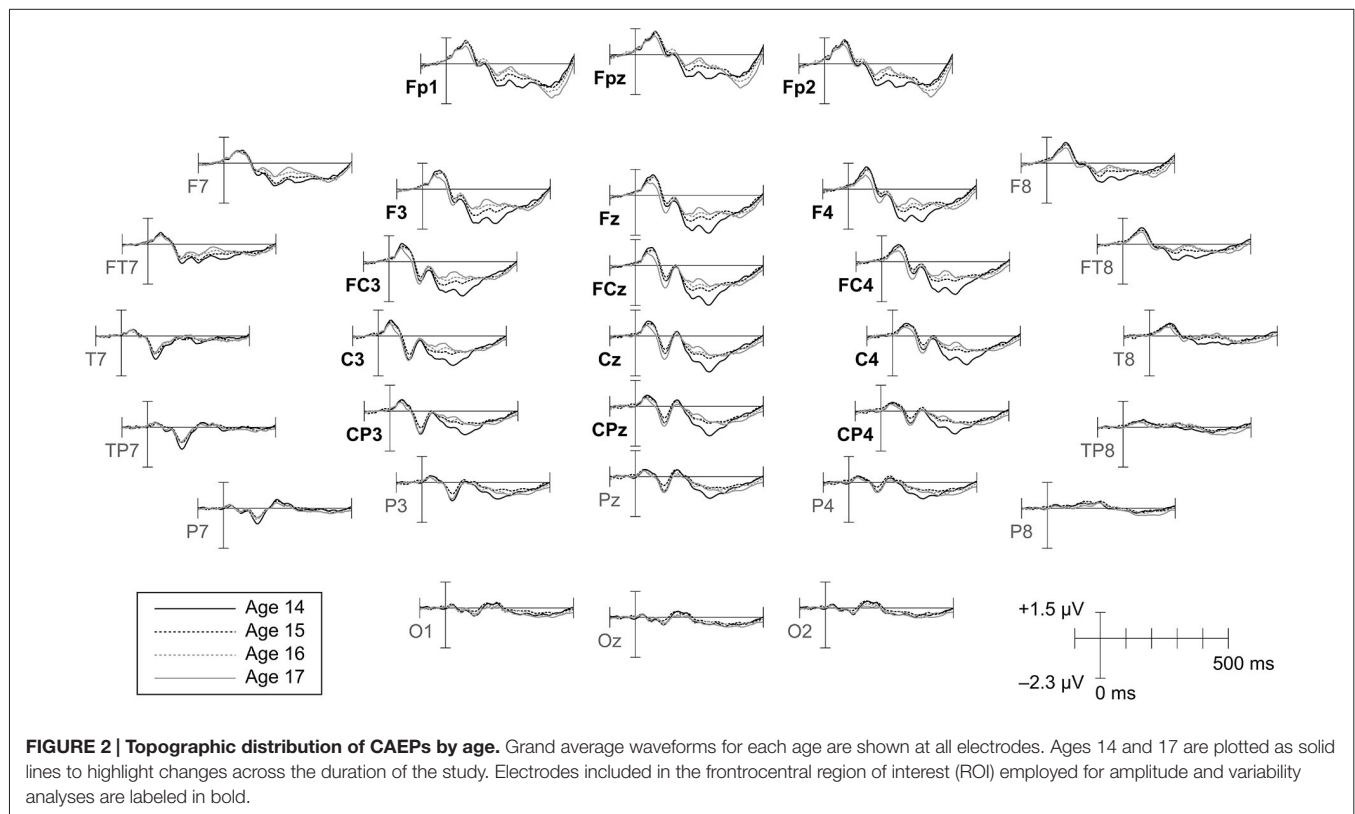 Fp1
Fpz
Fp2
F7
F3
Fz
F4
F8
FT7
FC3
FCz
FC4
FT8
T7
C3
Cz
C4
T8
TP7
CP3
CPz
CP4
TP8
P7
P3
Pz
P4
P8
O1
Oz
O2
Age 14
Age 15
Age 16
Age 17
+1.5 µV
500 ms
–2.3 µV
0 ms
FIGURE 2 | Topographic distribution of CAEPs by age. Grand average waveforms for each age are shown at all electrodes. Ages 14 and 17 are plotted as solid
lines to highlight changes across the duration of the study. Electrodes included in the frontrocentral region of interest (ROI) employed for amplitude and variability
analyses are labeled in bold.